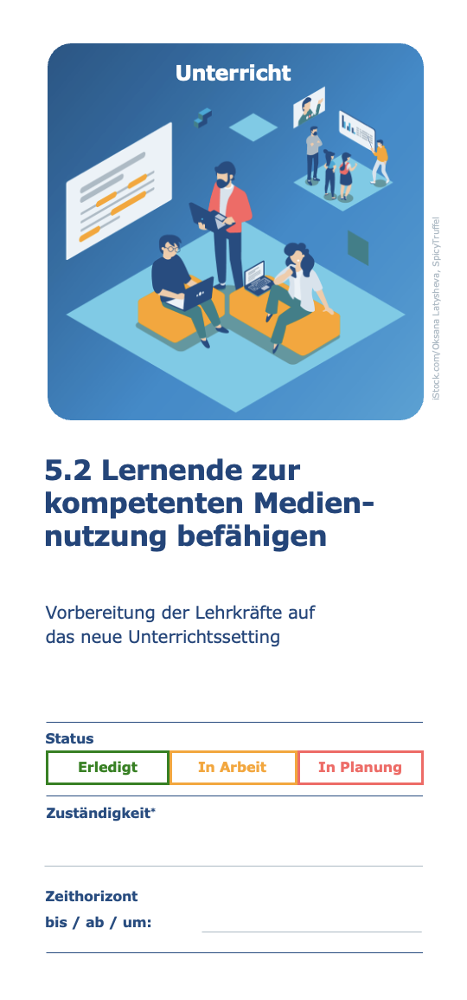 Unterricht
iStock.com/Oksana Latysheva, SpicyTruffel
5.2 Lernende zur
kompetenten Medien-
nutzung befähigen
Vorbereitung der Lehrkräfte auf
das neue Unterrichtssetting
Status
Erledigt In Arbeit In Planung
Zuständigkeit*
Zeithorizont
bis / ab / um: